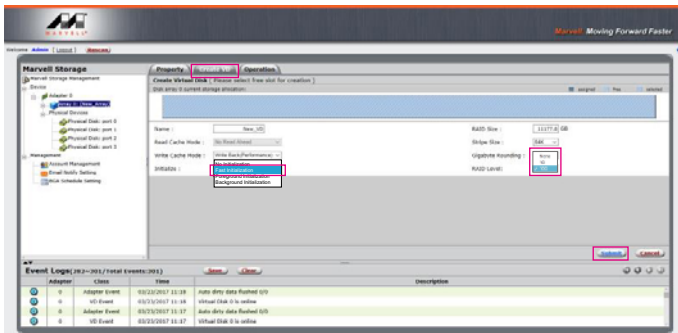 MARVELL
Marvell Moving Forward Faster
Welcome Admin [ Logout ]
Marvell Storage
Marvell Storage Management
Device
Adapter 0
Array 0: [New_Array]
Physical Devices
Physical Disk: port 0
Physical Disk: port 1
Physical Disk: port 2
Physical Disk: port 3
Management
Account Management
Email Notify Setting
MGA Schedule Setting
Property
Create VD
Operation
Create Virtual Disk [ Please select free slot for creation ]
Disk array 0 current storage allocation:
assigned free selected
Name : New_VD
RAID Size : 11177.8 GB
Read Cache Mode : No Read Ahead
Stripe Size : 64K
Write Cache Mode : Write Back(Performance)
Gigabyte Rounding : None
Initialize :
No Initialization
Fast Initialization
Foreground Initialization
Background Initialization
RAID Level:
Submit Cancel
Event Logs(282~301/Total Events:301) Save Clear
Adapter Class Time Description
0 Adapter Event 03/23/2017 11:18 Auto dirty data flushed 0/0
0 VD Event 03/23/2017 11:18 Virtual Disk 0 is online
0 Adapter Event 03/23/2017 11:17 Auto dirty data flushed 0/0
0 VD Event 03/23/2017 11:17 Virtual Disk 0 is online